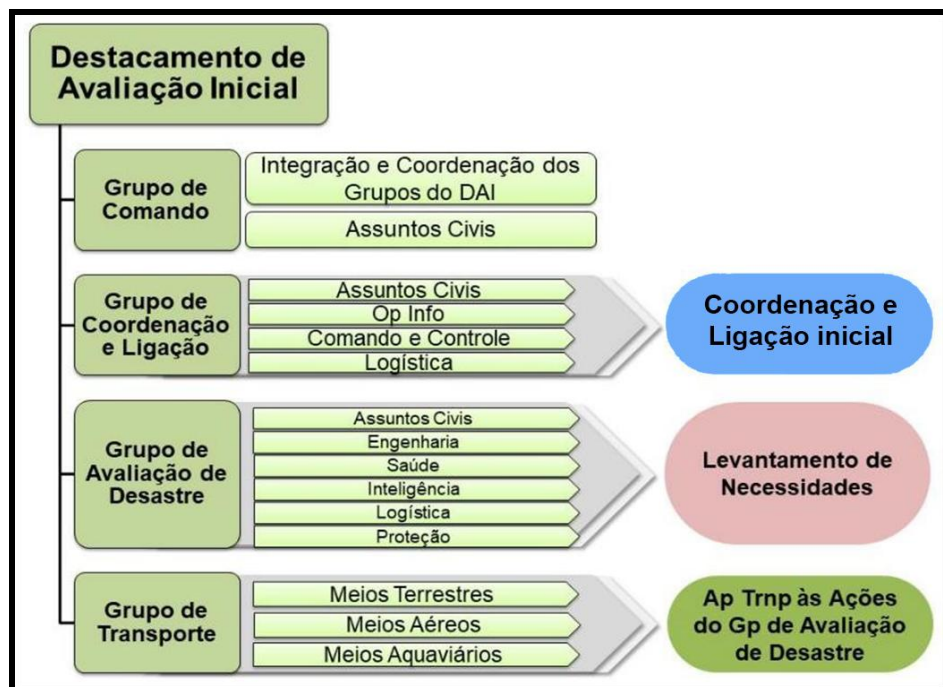 Destacamento de
Avaliação Inicial
Grupo de
Comando
Integração e Coordenação dos
Grupos do DAI
Assuntos Civis
Grupo de
Coordenação
e Ligação
Assuntos Civis
Op Info
Comando e Controle
Logística
Coordenação e
Ligação inicial
Grupo de
Avaliação de
Desastre
Assuntos Civis
Engenharia
Saúde
Inteligência
Logística
Proteção
Levantamento de
Necessidades
Grupo de
Transporte
Meios Terrestres
Meios Aéreos
Meios Aquaviários
Ap Trnp às Ações
do Gp de Avaliação
de Desastre